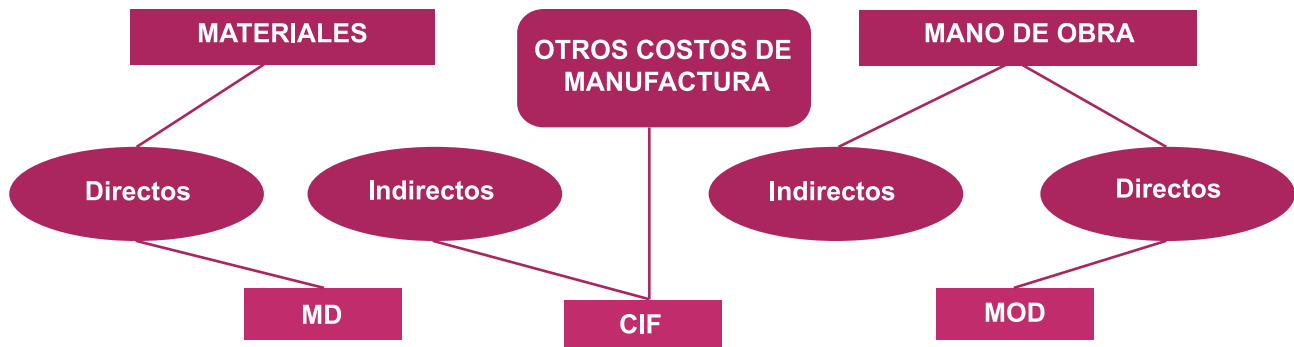 MATERIALES
OTROS COSTOS DE
MANUFACTURA
MANO DE OBRA
Directos
Indirectos
Indirectos
Directos
MD
CIF
MOD